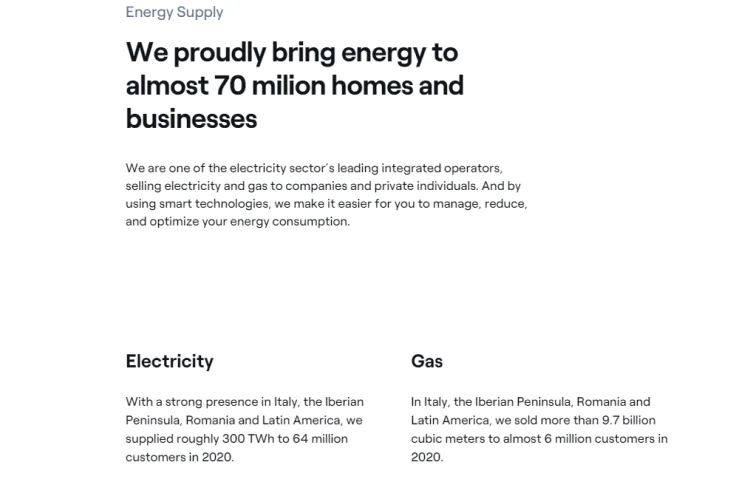 Energy Supply
We proudly bring energy to
almost 70 milion homes and
businesses
We are one of the electricity sector´s leading integrated operators,
selling electricity and gas to companies and private individuals. And by
using smart technologies, we make it easier for you to manage, reduce,
and optimize your energy consumption.
Electricity
With a strong presence in Italy, the Iberian
Peninsula, Romania and Latin America, we
supplied roughly 300 TWh to 64 million
customers in 2020.
Gas
In Italy, the Iberian Peninsula, Romania and
Latin America, we sold more than 9.7 billion
cubic meters to almost 6 million customers in
2020.